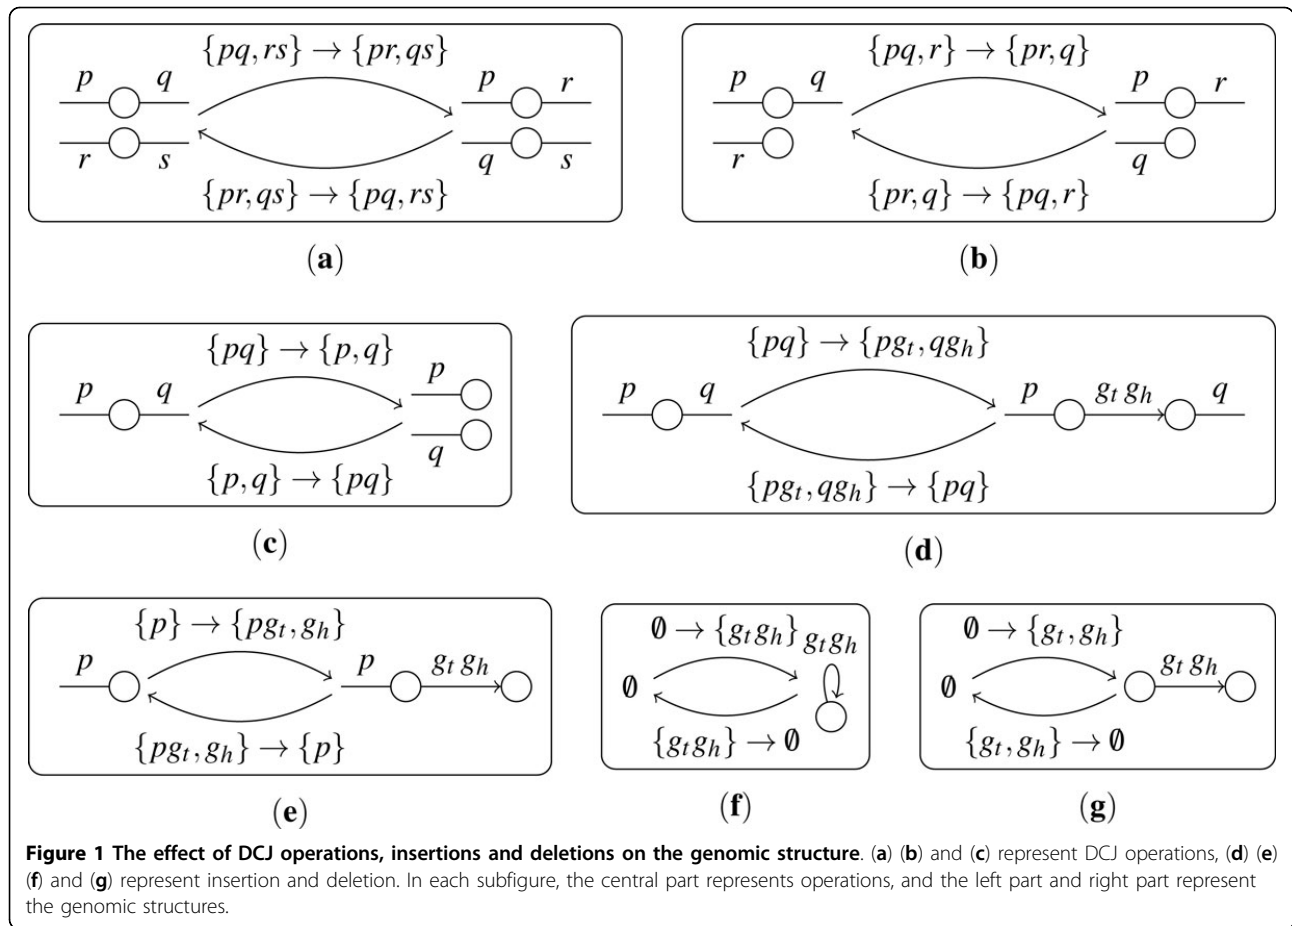 {pq, rs} → {pr, qs}
p q p r
r s q s
{pr, qs} → {pq, rs}
(a)
{pq, r} → {pr, q}
p q p r
r q
{pr, q} → {pq, r}
(b)
{pq} → {p, q}
p q p
q
{p, q} → {pq}
(c)
{pq} → {pg_t, qg_h}
p q p g_t g_h q
{pg_t, qg_h} → {pq}
(d)
{p} → {pg_t, g_h}
p p g_t g_h
{pg_t, g_h} → {p}
(e)
∅ → {g_t g_h} g_t g_h
∅
{g_t g_h} → ∅
(f)
∅ → {g_t, g_h}
∅ g_t g_h
{g_t, g_h} → ∅
(g)
Figure 1 The effect of DCJ operations, insertions and deletions on the genomic structure. (a) (b) and (c) represent DCJ operations, (d) (e)
(f) and (g) represent insertion and deletion. In each subfigure, the central part represents operations, and the left part and right part represent
the genomic structures.